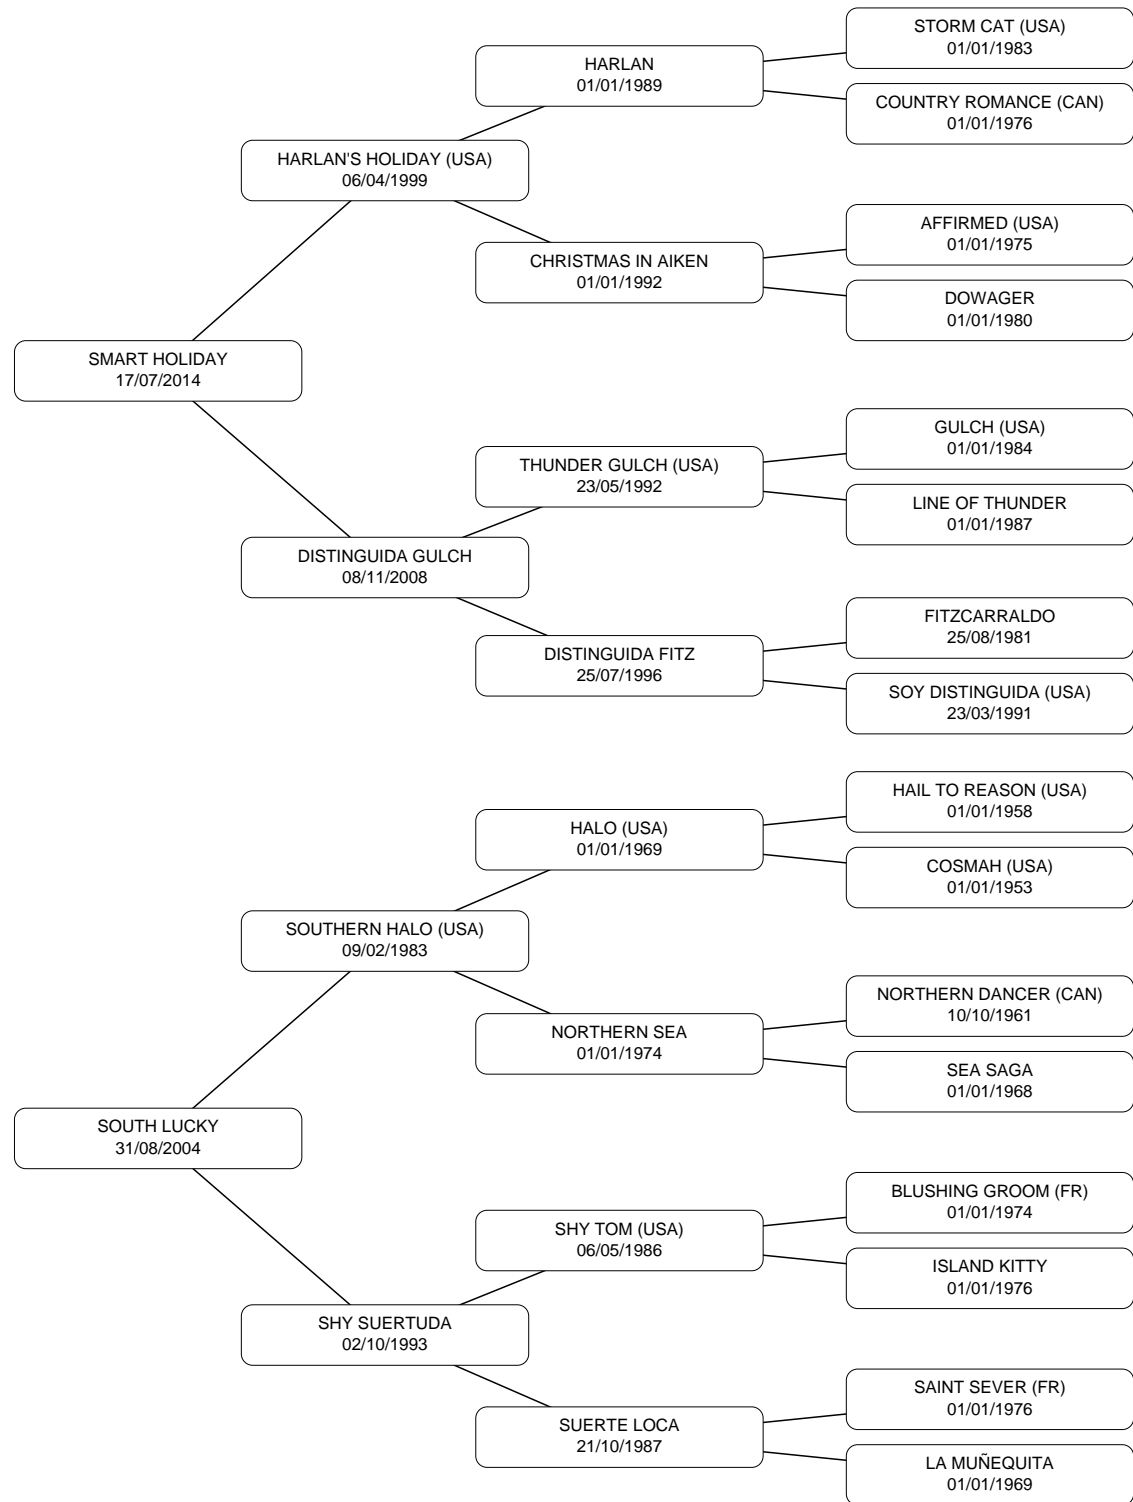 STORM CAT (USA)
01/01/1983
HARLAN
01/01/1989
COUNTRY ROMANCE (CAN)
01/01/1976
HARLAN'S HOLIDAY (USA)
06/04/1999
AFFIRMED (USA)
01/01/1975
CHRISTMAS IN AIKEN
01/01/1992
DOWAGER
01/01/1980
SMART HOLIDAY
17/07/2014
GULCH (USA)
01/01/1984
THUNDER GULCH (USA)
23/05/1992
LINE OF THUNDER
01/01/1987
DISTINGUIDA GULCH
08/11/2008
FITZCARRALDO
25/08/1981
DISTINGUIDA FITZ
25/07/1996
SOY DISTINGUIDA (USA)
23/03/1991
HAIL TO REASON (USA)
01/01/1958
HALO (USA)
01/01/1969
COSMAH (USA)
01/01/1953
SOUTHERN HALO (USA)
09/02/1983
NORTHERN DANCER (CAN)
10/10/1961
NORTHERN SEA
01/01/1974
SEA SAGA
01/01/1968
SOUTH LUCKY
31/08/2004
BLUSHING GROOM (FR)
01/01/1974
SHY TOM (USA)
06/05/1986
ISLAND KITTY
01/01/1976
SHY SUERTUDA
02/10/1993
SAINT SEVER (FR)
01/01/1976
SUERTE LOCA
21/10/1987
LA MUÑEQUITA
01/01/1969